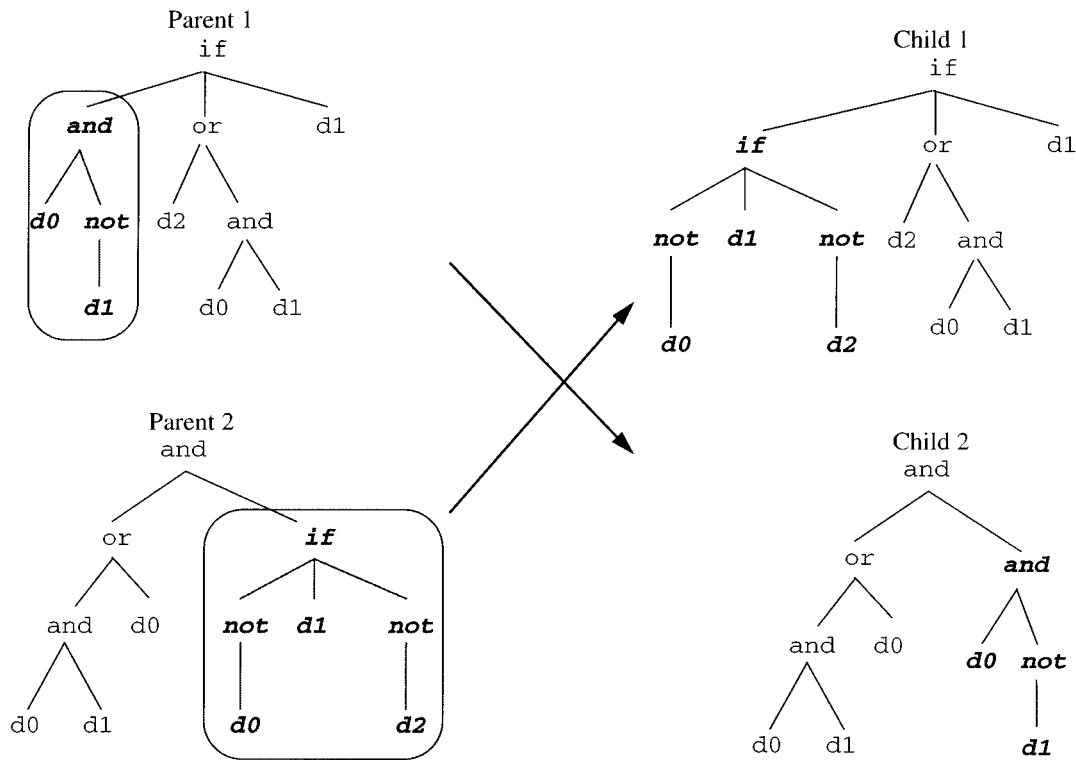 Parent 1
if
and or d1
d0 not d2 and
d1 d0 d1
Child 1
if
if or d1
not d1 not d2 and
d0 d2 d0 d1
Parent 2
and
or if
and d0 not d1 not
d0 d1 d0 d2
Child 2
and
or and
and d0 d0 not
d0 d1 d1